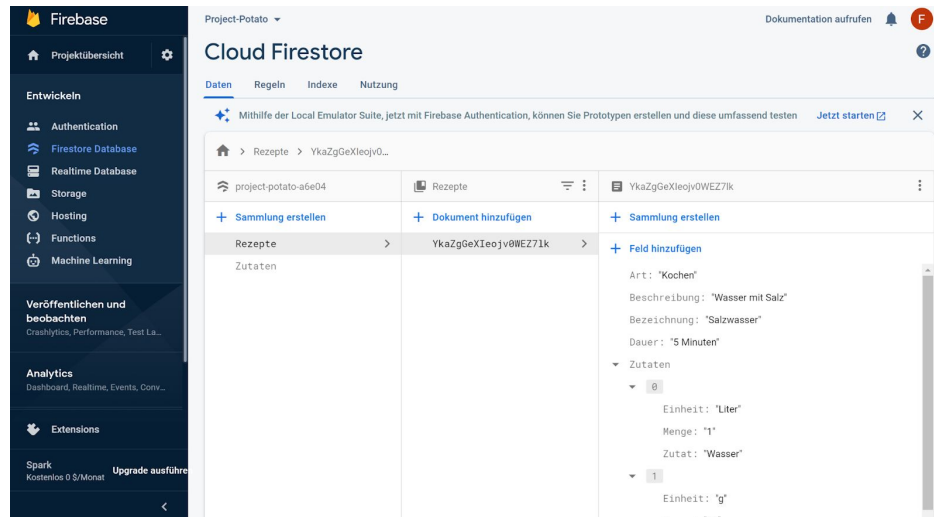 Firebase
Projektübersicht
Entwickeln
Authentication
Firestore Database
Realtime Database
Storage
Hosting
Functions
Machine Learning
Veröffentlichen und
beobachten
Crashlytics, Performance, Test La...
Analytics
Dashboard, Realtime, Events, Conv...
Extensions
Spark
Kostenlos 0 $/Monat
Upgrade ausführe
Project-Potato
Dokumentation aufrufen
F
Cloud Firestore
Daten Regeln Indexe Nutzung
Mithilfe der Local Emulator Suite, jetzt mit Firebase Authentication, können Sie Prototypen erstellen und diese umfassend testen Jetzt starten
Rezepte > YkaZgGeXIeojv0...
project-potato-a6e04
+ Sammlung erstellen
Rezepte
Zutaten
Rezepte
+ Dokument hinzufügen
YkaZgGeXIeojv0WEZ7lk
YkaZgGeXIeojv0WEZ7lk
+ Sammlung erstellen
+ Feld hinzufügen
Art: "Kochen"
Beschreibung: "Wasser mit Salz"
Bezeichnung: "Salzwasser"
Dauer: "5 Minuten"
Zutaten
0
Einheit: "Liter"
Menge: "1"
Zutat: "Wasser"
1
Einheit: "g"